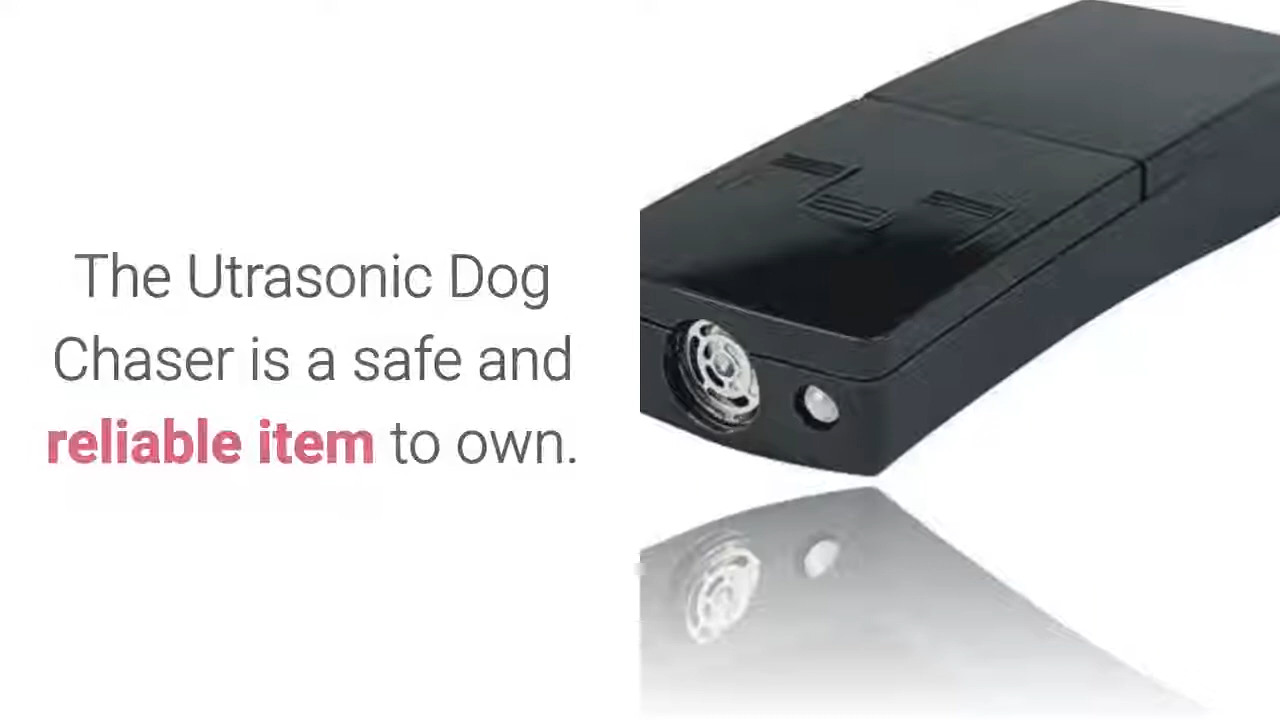 The Utrasonic Dog
Chaser is a safe and
reliable item to own.